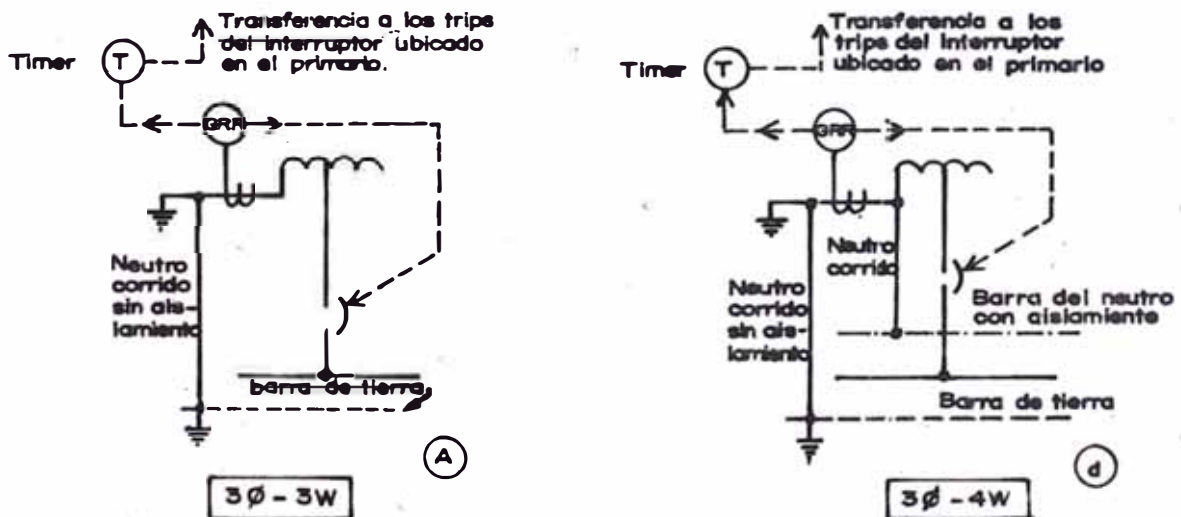 Transferencia a los trips
del interruptor ubicado
en el primario.
Timer
T
GRR
Neutro
corrido
sin ais-
lamiento
barra de tierra
A
3Ø - 3W
Transferencia a los
trips del interruptor
ubicado en el primario
Timer
T
GRR
Neutro
corrido
Neutro
corrido
sin ais-
lamiento
Barra del neutro
con aislamiento
Barra de tierra
d
3Ø - 4W